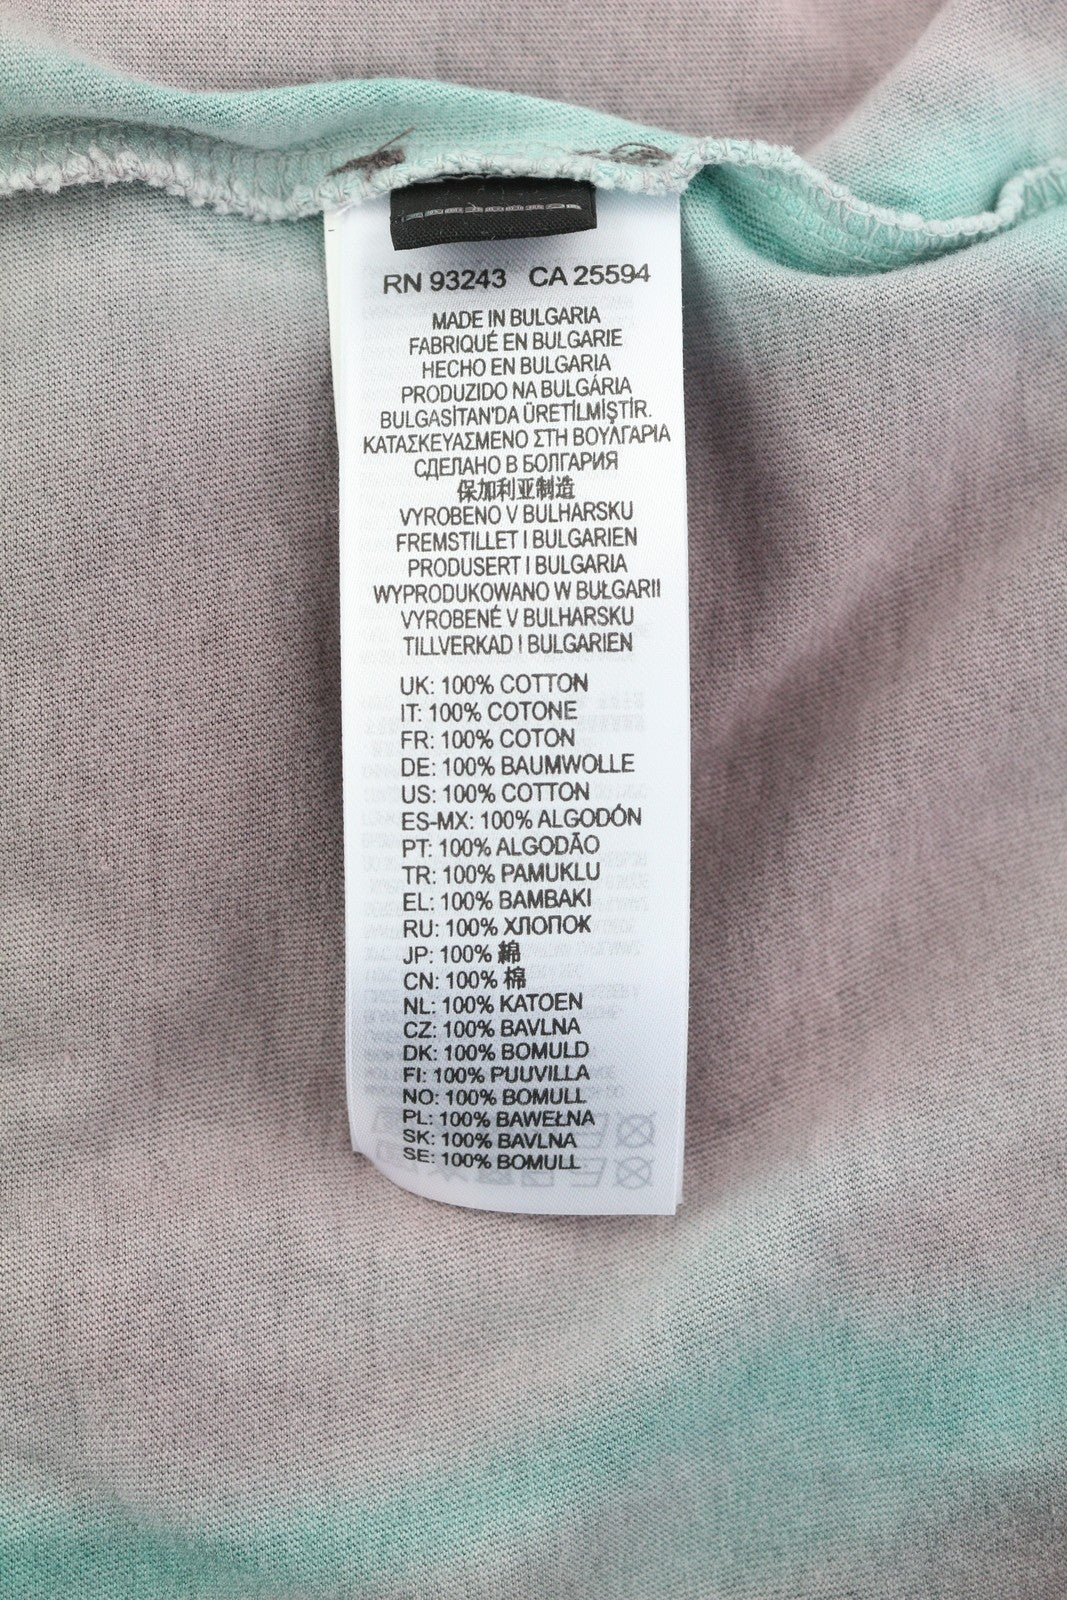 RN 93243 CA 25594
MADE IN BULGARIA
FABRIQUÉ EN BULGARIE
HECHO EN BULGARIA
PRODUZIDO NA BULGÁRIA
BULGASİTAN'DA ÜRETİLMİŞTİR.
ΚΑΤΑΣΚΕΥΑΣΜΕΝΟ ΣΤΗ ΒΟΥΛΓΑΡΙΑ
СДЕЛАНО В БОЛГАРИЯ
保加利亚制造
VYROBENO V BULHARSKU
FREMSTILLET I BULGARIEN
PRODUSERT I BULGARIA
WYPRODUKOWANO W BUŁGARII
VYROBENÉ V BULHARSKU
TILLVERKAD I BULGARIEN
UK: 100% COTTON
IT: 100% COTONE
FR: 100% COTON
DE: 100% BAUMWOLLE
US: 100% COTTON
ES-MX: 100% ALGODÓN
PT: 100% ALGODÃO
TR: 100% PAMUKLU
EL: 100% ΒΑΜΒΑΚΙ
RU: 100% ХЛОПОК
JP: 100% 綿
CN: 100% 棉
NL: 100% KATOEN
CZ: 100% BAVLNA
DK: 100% BOMULD
FI: 100% PUUVILLA
NO: 100% BOMULL
PL: 100% BAWEŁNA
SK: 100% BAVLNA
SE: 100% BOMULL